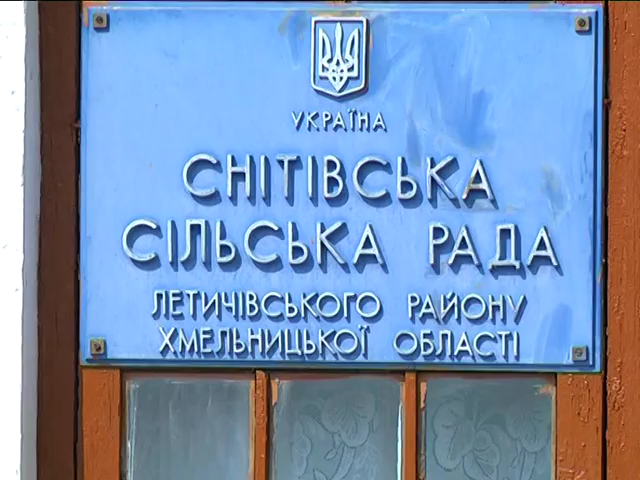 УКРАЇНА
СНІТІВСЬКА
СІЛЬСЬКА РАДА
ЛЕТИЧІВСЬКОГО РАЙОНУ
ХМЕЛЬНИЦЬКОЇ ОБЛАСТІ